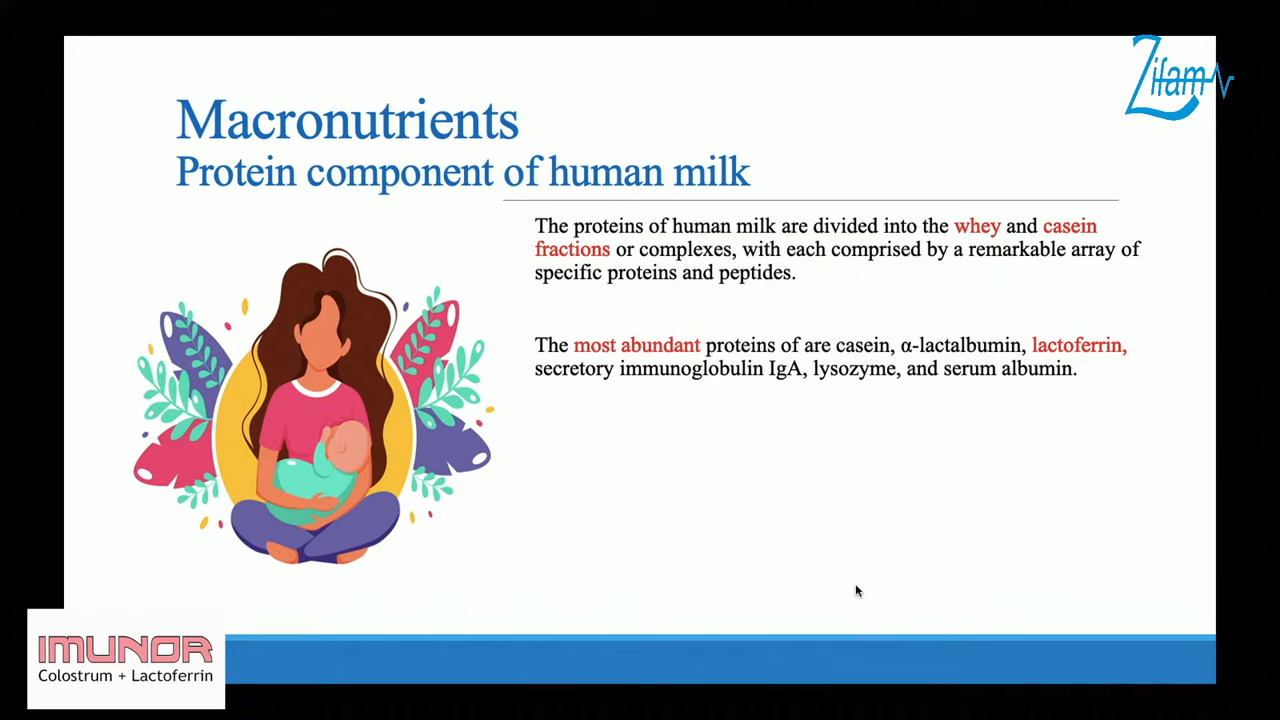 Zifam
Macronutrients
Protein component of human milk
The proteins of human milk are divided into the whey and casein
fractions or complexes, with each comprised by a remarkable array of
specific proteins and peptides.
The most abundant proteins of are casein, α-lactalbumin, lactoferrin,
secretory immunoglobulin IgA, lysozyme, and serum albumin.
IMUNOR
Colostrum + Lactoferrin